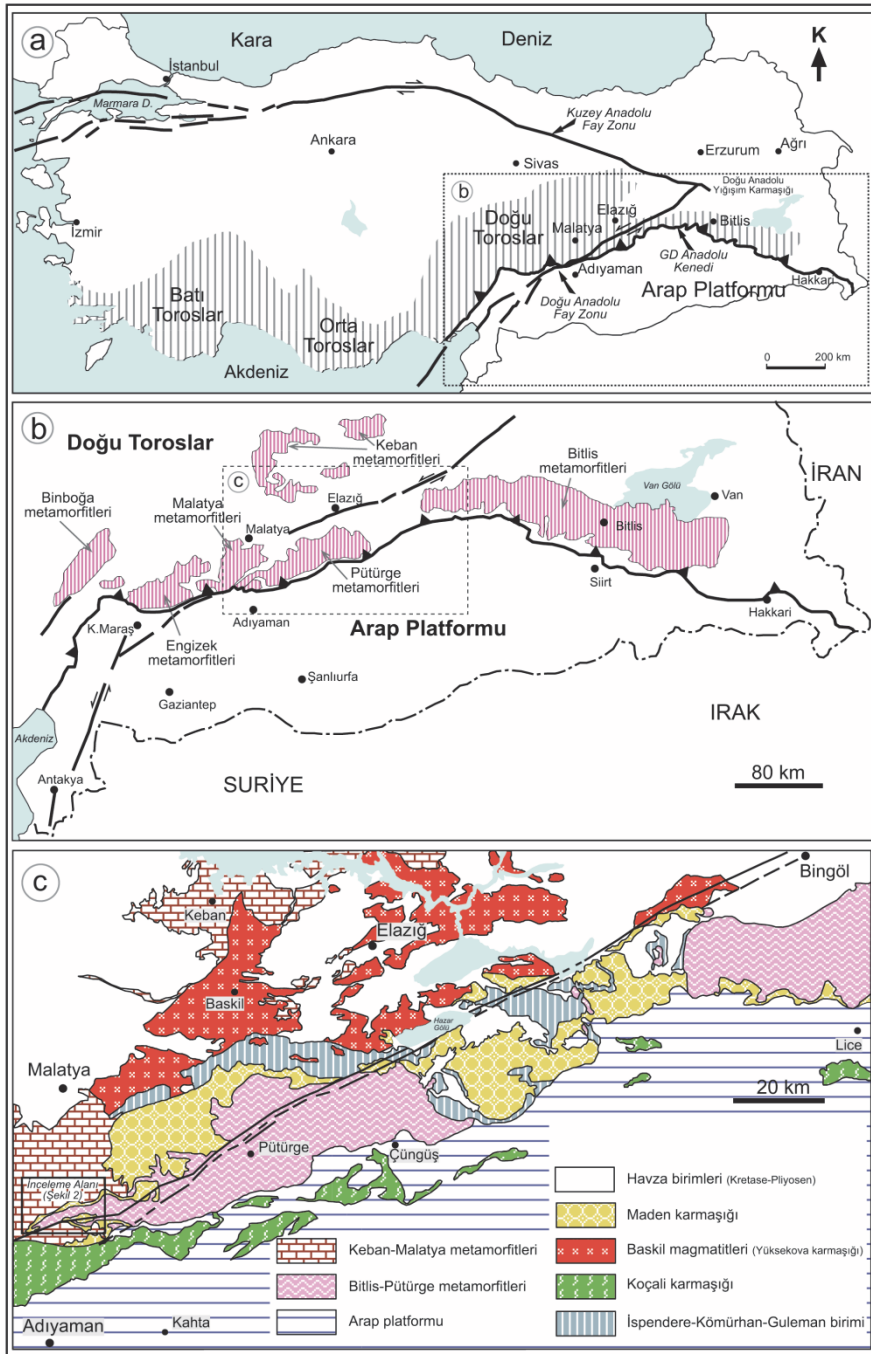 a
Kara
Deniz
K
İstanbul
Marmara D.
Kuzey Anadolu
Fay Zonu
Ankara
Sivas
Erzurum
Ağrı
Doğu Anadolu
Yığışım Karmaşığı
b
İzmir
Doğu
Toroslar
Elazığ
Malatya
Bitlis
Adıyaman
GD Anadolu
Kenedi
Hakkari
Batı
Toroslar
Orta
Toroslar
Doğu Anadolu
Fay Zonu
Arap Platformu
Akdeniz
0
200 km
b
Doğu Toroslar
Keban
metamorfitleri
Bitlis
metamorfitleri
İRAN
c
Van Gölü
Van
Binboğa
metamorfitleri
Malatya
metamorfitleri
Elazığ
Malatya
Bitlis
Pütürge
metamorfitleri
Siirt
Hakkari
K.Maraş
Engizek
metamorfitleri
Adıyaman
Arap Platformu
Gaziantep
Şanlıurfa
IRAK
Akdeniz
Antakya
SURİYE
80 km
c
Bingöl
Keban
Elazığ
Baskil
Hazar
Gölü
Lice
Malatya
20 km
Pütürge
Çüngüş
İnceleme Alanı
(Şekil 2)
Havza birimleri (Kretase-Pliyosen)
Maden karmaşığı
Keban-Malatya metamorfitleri
Baskil magmatitleri (Yüksekova karmaşığı)
Bitlis-Pütürge metamorfitleri
Koçali karmaşığı
Arap platformu
İspendere-Kömürhan-Guleman birimi
Adıyaman
Kahta